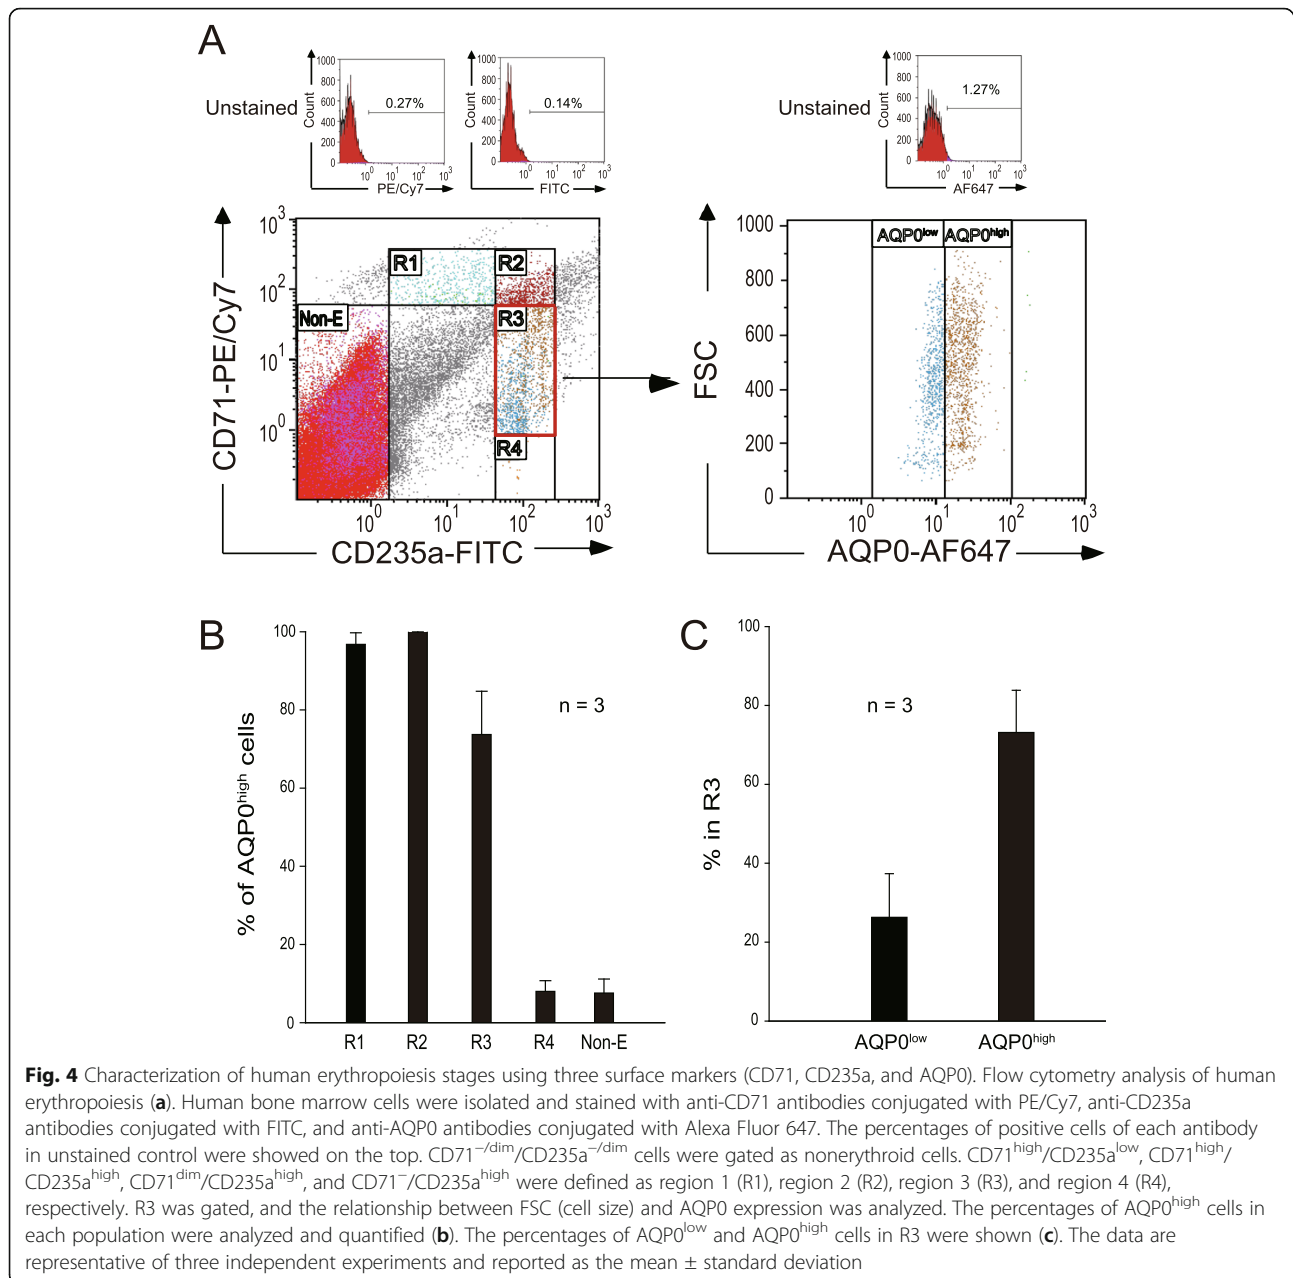 A
Unstained
Count
1000
800
600
400
200
0
0.27%
10⁰ 10¹ 10² 10³
PE/Cy7
1000
800
600
400
200
0
0.14%
10⁰ 10¹ 10² 10³
FITC
Unstained
Count
1000
800
600
400
200
0
1.27%
10⁰ 10¹ 10² 10³
AF647
CD71-PE/Cy7
10³
10²
10¹
10⁰
R1
R2
Non-E
R3
R4
10⁰ 10¹ 10² 10³
CD235a-FITC
FSC
1000
800
600
400
200
0
AQP0ˡᵒʷ AQP0ʰⁱᵍʰ
10⁰ 10¹ 10² 10³
AQP0-AF647
B
% of AQP0ʰⁱᵍʰ cells
100
80
60
40
20
0
n = 3
R1 R2 R3 R4 Non-E
C
% in R3
100
80
60
40
20
0
n = 3
AQP0ˡᵒʷ AQP0ʰⁱᵍʰ
Fig. 4 Characterization of human erythropoiesis stages using three surface markers (CD71, CD235a, and AQP0). Flow cytometry analysis of human
erythropoiesis (a). Human bone marrow cells were isolated and stained with anti-CD71 antibodies conjugated with PE/Cy7, anti-CD235a
antibodies conjugated with FITC, and anti-AQP0 antibodies conjugated with Alexa Fluor 647. The percentages of positive cells of each antibody
in unstained control were showed on the top. CD71⁻/ᵈⁱᵐ/CD235a⁻/ᵈⁱᵐ cells were gated as nonerythroid cells. CD71ʰⁱᵍʰ/CD235aˡᵒʷ, CD71ʰⁱᵍʰ/
CD235aʰⁱᵍʰ, CD71ᵈⁱᵐ/CD235aʰⁱᵍʰ, and CD71⁻/CD235aʰⁱᵍʰ were defined as region 1 (R1), region 2 (R2), region 3 (R3), and region 4 (R4),
respectively. R3 was gated, and the relationship between FSC (cell size) and AQP0 expression was analyzed. The percentages of AQP0ʰⁱᵍʰ cells in
each population were analyzed and quantified (b). The percentages of AQP0ˡᵒʷ and AQP0ʰⁱᵍʰ cells in R3 were shown (c). The data are
representative of three independent experiments and reported as the mean ± standard deviation